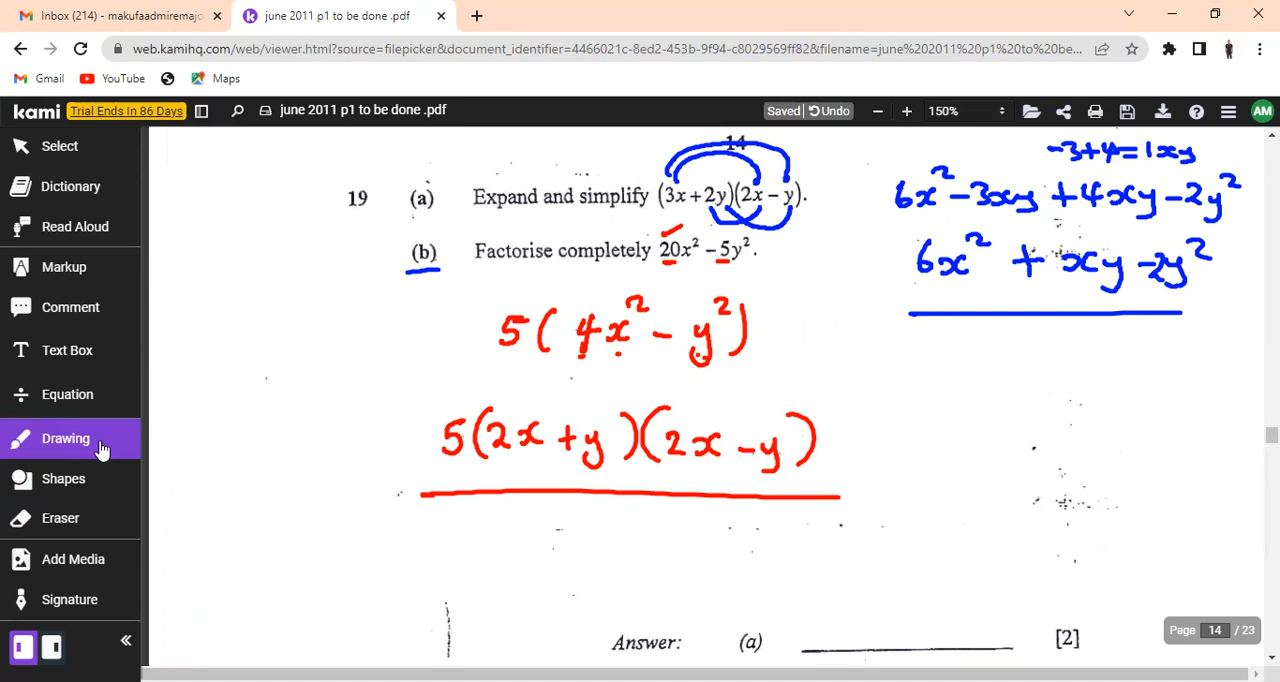 Inbox (214) - makufaadmiremajo
june 2011 p1 to be done .pdf
web.kamihq.com/web/viewer.html?source=filepicker&document_identifier=4466021c-8ed2-453b-9f94-c8029569ff82&filename=june%202011%20p1%20to%20be...
Gmail YouTube Maps
kami Trial Ends In 86 Days june 2011 p1 to be done .pdf Saved Undo 150% AM
Select
Dictionary
Read Aloud
Markup
Comment
Text Box
Equation
Drawing
Shapes
Eraser
Add Media
Signature
14
-3+4=1xy
19 (a) Expand and simplify (3x + 2y)(2x − y).
6x² -3xy +4xy -2y²
(b) Factorise completely 20x² − 5y².
6x² + xy -2y²
5(4x² - y²)
5(2x + y)(2x - y)
Answer: (a) [2]
Page 14 / 23